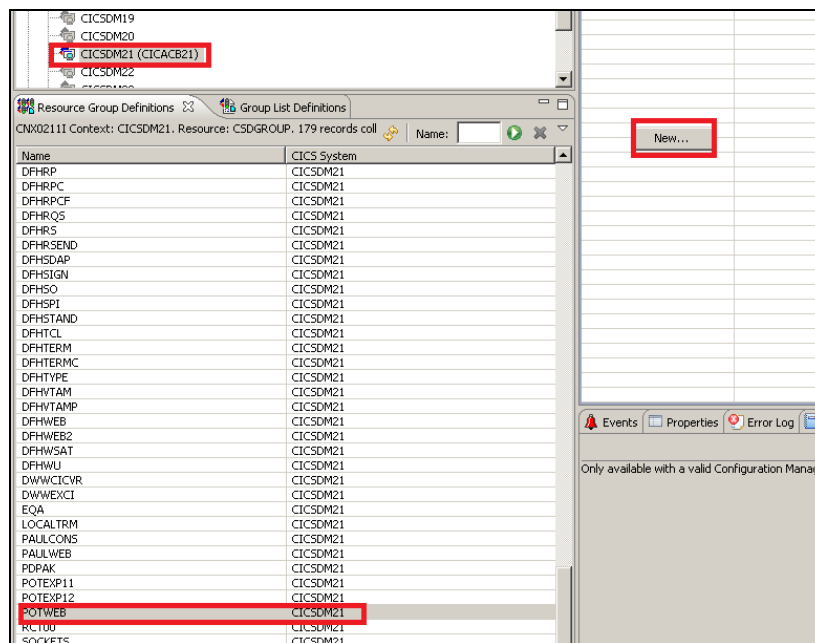 CICSDM19
CICSDM20
CICSDM21 (CICACB21)
CICSDM22
Resource Group Definitions
Group List Definitions
CNX0211I Context: CICSDM21. Resource: CSDGROUP. 179 records coll
Name:
Name CICS System
DFHRP CICSDM21
DFHRPC CICSDM21
DFHRPCF CICSDM21
DFHRQS CICSDM21
DFHRS CICSDM21
DFHRSEND CICSDM21
DFHSDAP CICSDM21
DFHSIGN CICSDM21
DFHSO CICSDM21
DFHSPI CICSDM21
DFHSTAND CICSDM21
DFHTCL CICSDM21
DFHTERM CICSDM21
DFHTERMC CICSDM21
DFHTYPE CICSDM21
DFHVTAM CICSDM21
DFHVTAMP CICSDM21
DFHWEB CICSDM21
DFHWEB2 CICSDM21
DFHWSAT CICSDM21
DFHWU CICSDM21
DWWCICVR CICSDM21
DWWEXCI CICSDM21
EQA CICSDM21
LOCALTRM CICSDM21
PAULCONS CICSDM21
PAULWEB CICSDM21
PDPAK CICSDM21
POTEXP11 CICSDM21
POTEXP12 CICSDM21
POTWEB CICSDM21
RCT00 CICSDM21
SOCKETS CICSDM21
New...
Events
Properties
Error Log
Only available with a valid Configuration Mana